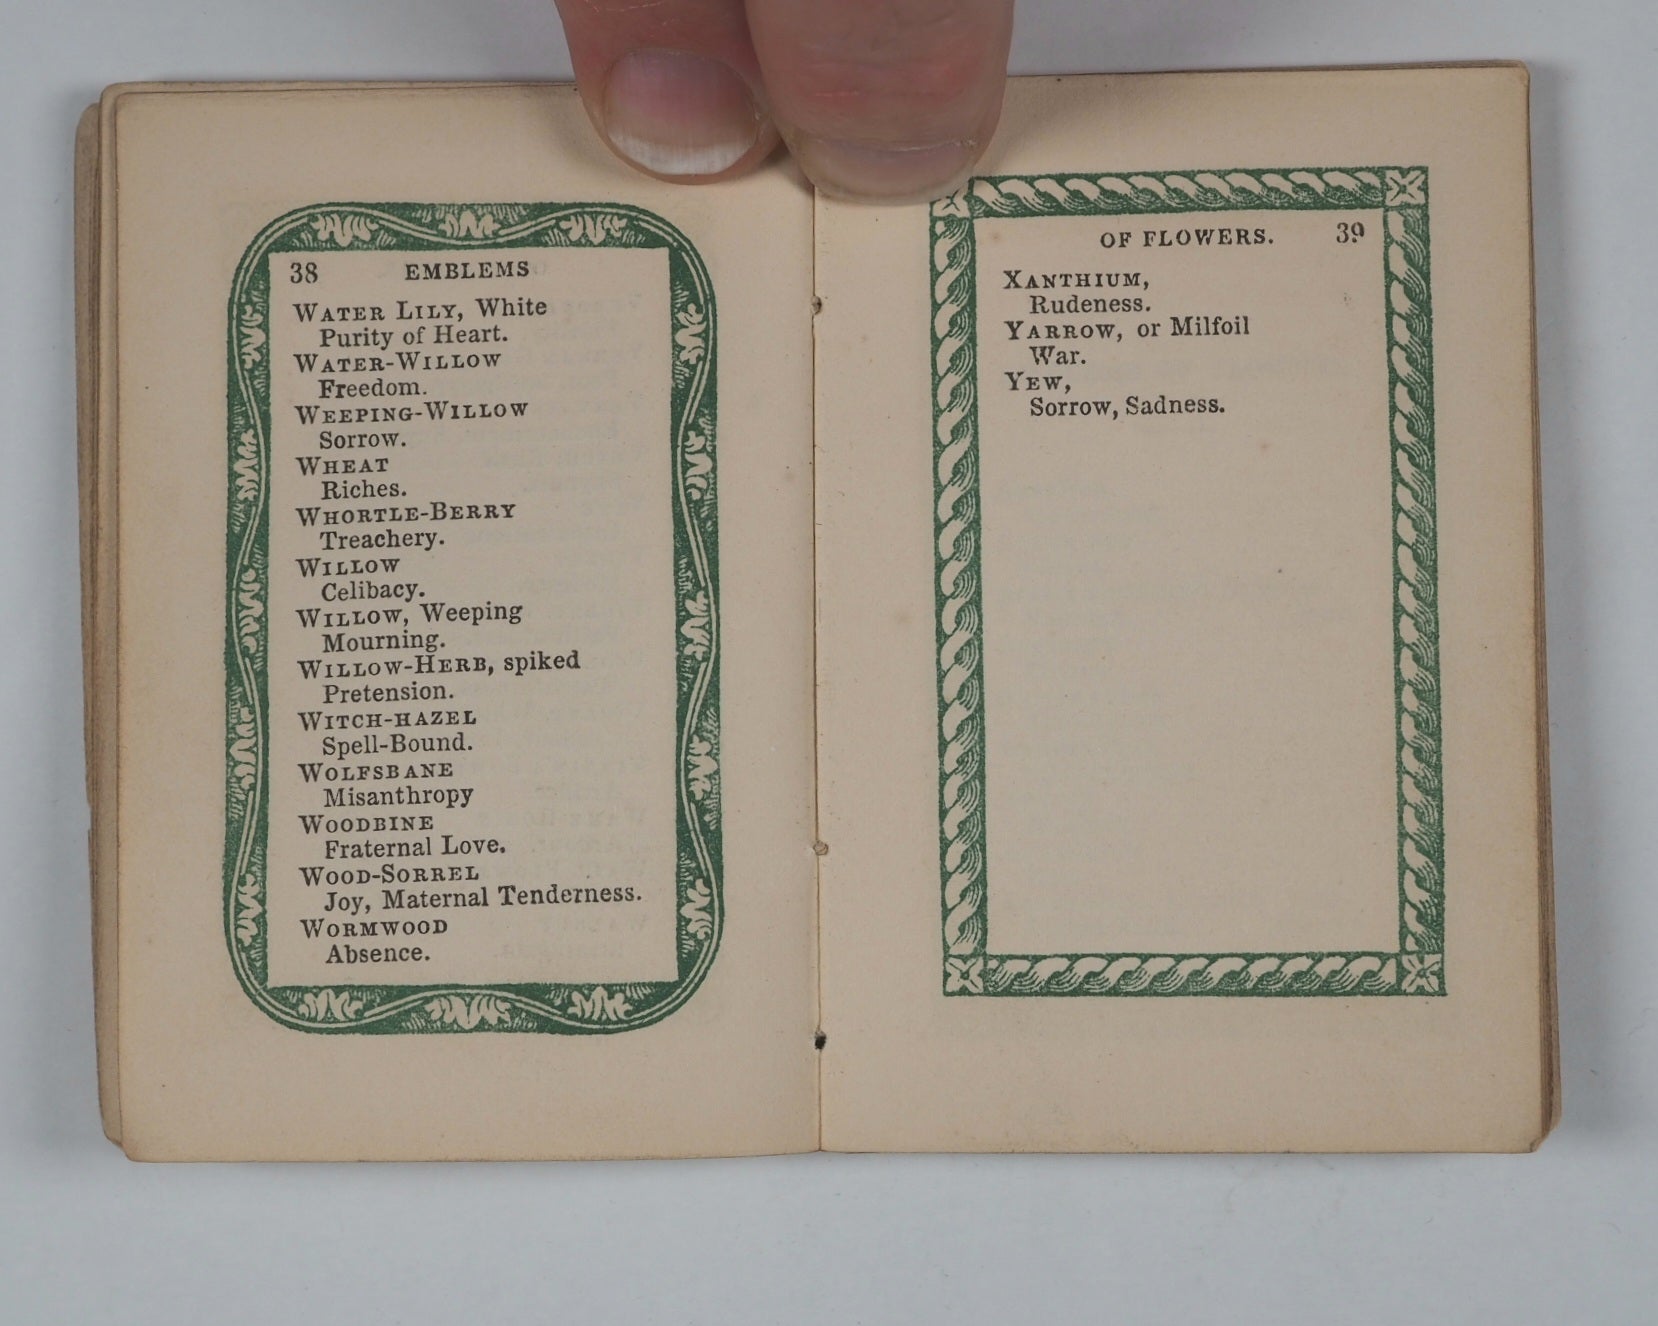 38 EMBLEMS
WATER LILY, White
Purity of Heart.
WATER-WILLOW
Freedom.
WEEPING-WILLOW
Sorrow.
WHEAT
Riches.
WHORTLE-BERRY
Treachery.
WILLOW
Celibacy.
WILLOW, Weeping
Mourning.
WILLOW-HERB, spiked
Pretension.
WITCH-HAZEL
Spell-Bound.
WOLFSBANE
Misanthropy
WOODBINE
Fraternal Love.
WOOD-SORREL
Joy, Maternal Tenderness.
WORMWOOD
Absence.
OF FLOWERS. 39
XANTHIUM,
Rudeness.
YARROW, or Milfoil
War.
YEW,
Sorrow, Sadness.